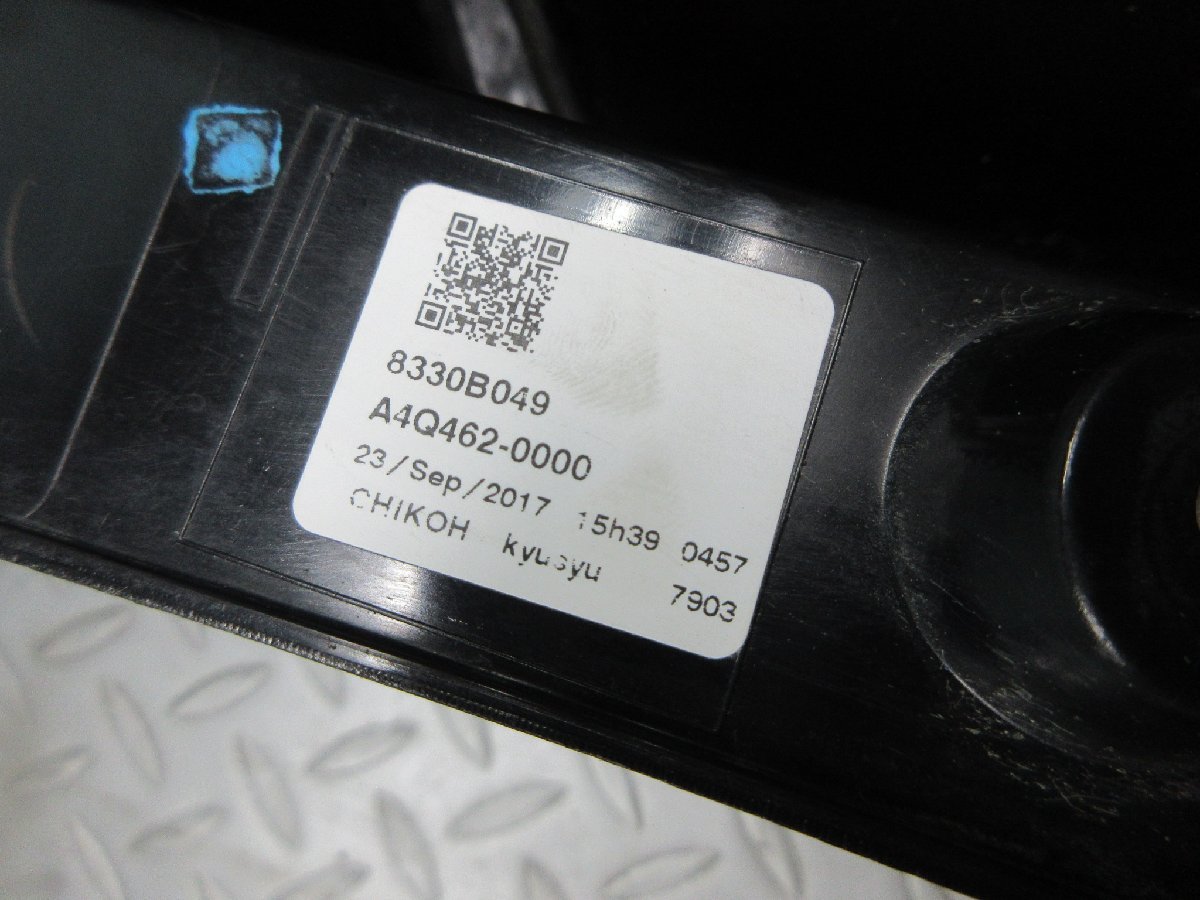 8330B049
A4Q462-0000
23/Sep/2017 15h39 0457
CHIKOH kyusyu 7903